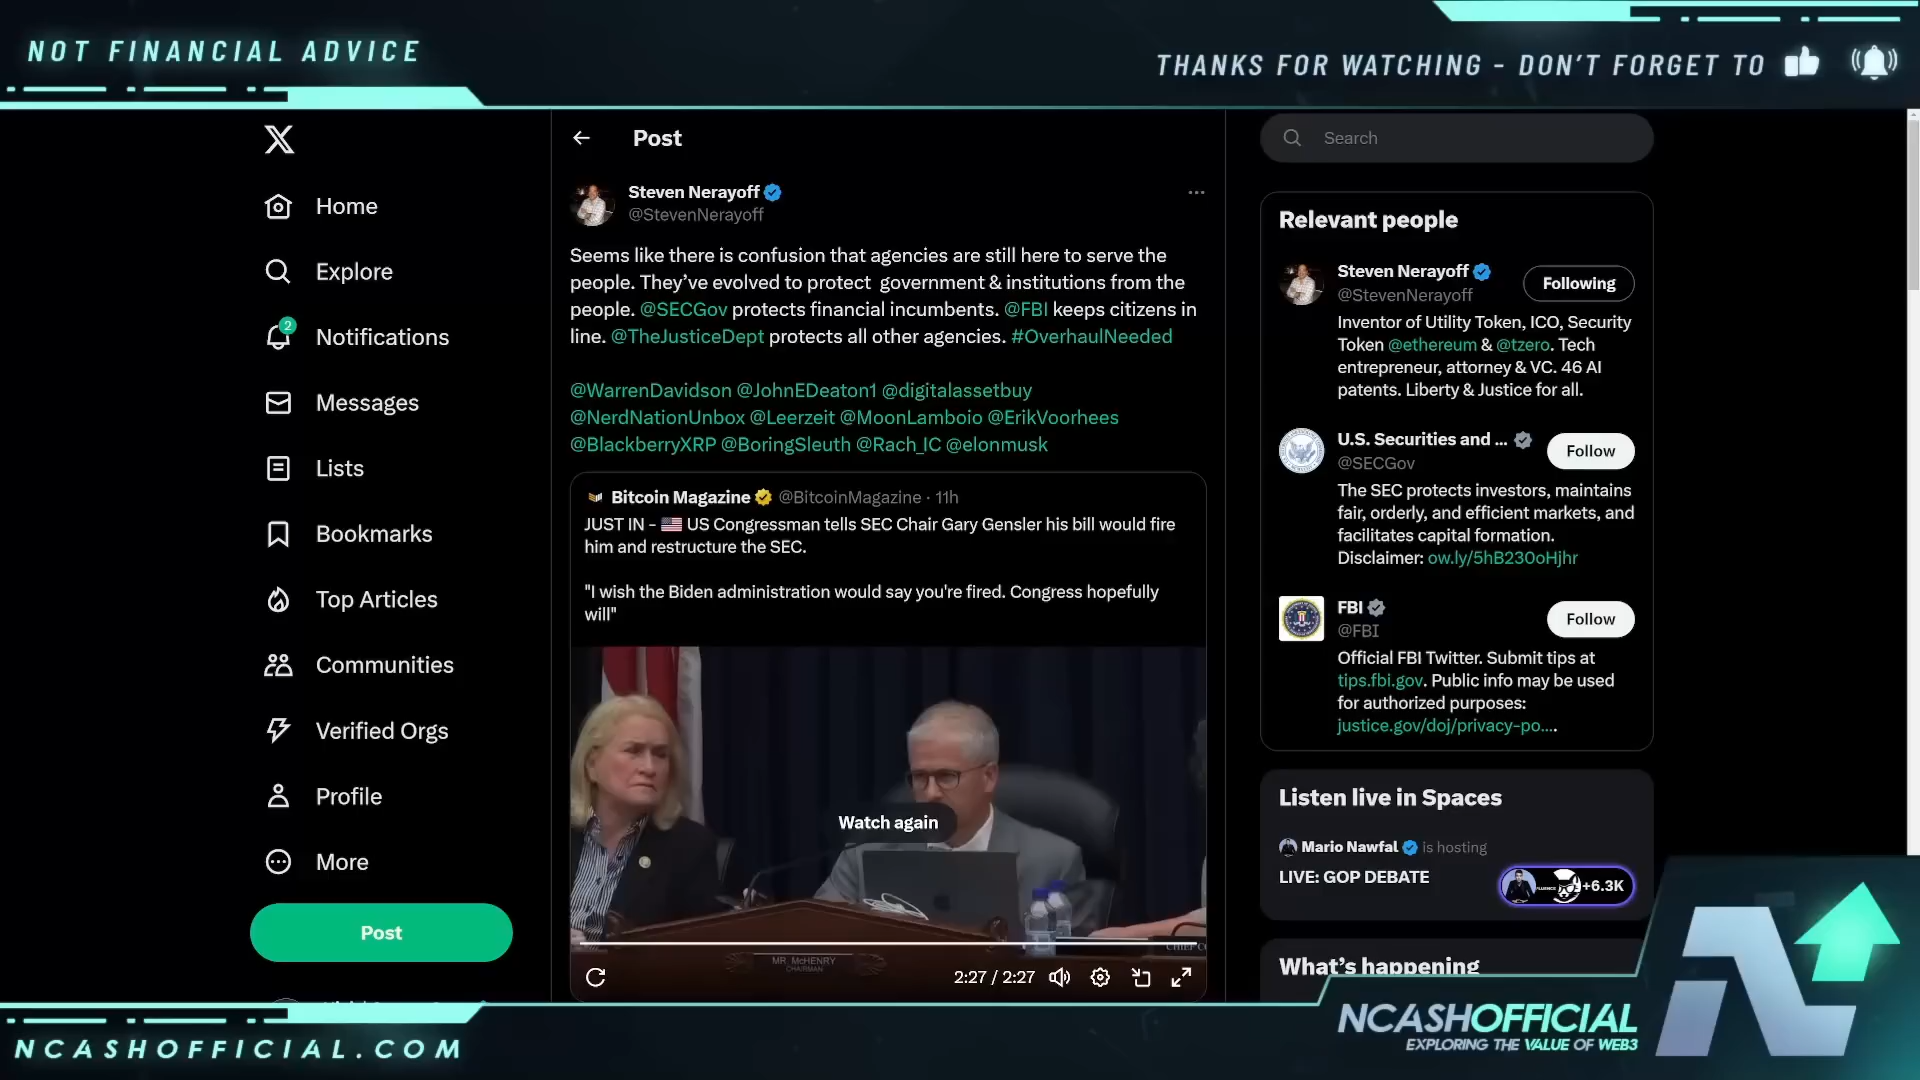 NOT FINANCIAL ADVICE
THANKS FOR WATCHING - DON'T FORGET TO
Home
Explore
2
Notifications
Messages
Lists
Bookmarks
Top Articles
Communities
Verified Orgs
Profile
More
Post
Post
Steven Nerayoff
@StevenNerayoff
Seems like there is confusion that agencies are still here to serve the
people. They’ve evolved to protect government & institutions from the
people. @SECGov protects financial incumbents. @FBI keeps citizens in
line. @TheJusticeDept protects all other agencies. #OverhaulNeeded
@WarrenDavidson @JohnEDeaton1 @digitalassetbuy
@NerdNationUnbox @Leerzeit @MoonLamboio @ErikVoorhees
@BlackberryXRP @BoringSleuth @Rach_IC @elonmusk
Bitcoin Magazine @BitcoinMagazine · 11h
JUST IN - 🇺🇸 US Congressman tells SEC Chair Gary Gensler his bill would fire
him and restructure the SEC.
"I wish the Biden administration would say you're fired. Congress hopefully
will"
Watch again
MR. McHENRY
CHAIRMAN
2:27 / 2:27
Search
Relevant people
Steven Nerayoff
@StevenNerayoff
Following
Inventor of Utility Token, ICO, Security
Token @ethereum & @tzero. Tech
entrepreneur, attorney & VC. 46 AI
patents. Liberty & Justice for all.
U.S. Securities and ...
@SECGov
Follow
The SEC protects investors, maintains
fair, orderly, and efficient markets, and
facilitates capital formation.
Disclaimer: ow.ly/5hB230oHjhr
FBI
@FBI
Follow
Official FBI Twitter. Submit tips at
tips.fbi.gov. Public info may be used
for authorized purposes:
justice.gov/doj/privacy-po....
Listen live in Spaces
Mario Nawfal is hosting
LIVE: GOP DEBATE
+6.3K
What’s happening
NCASHOFFICIAL.COM
NCASHOFFICIAL
EXPLORING THE VALUE OF WEB3